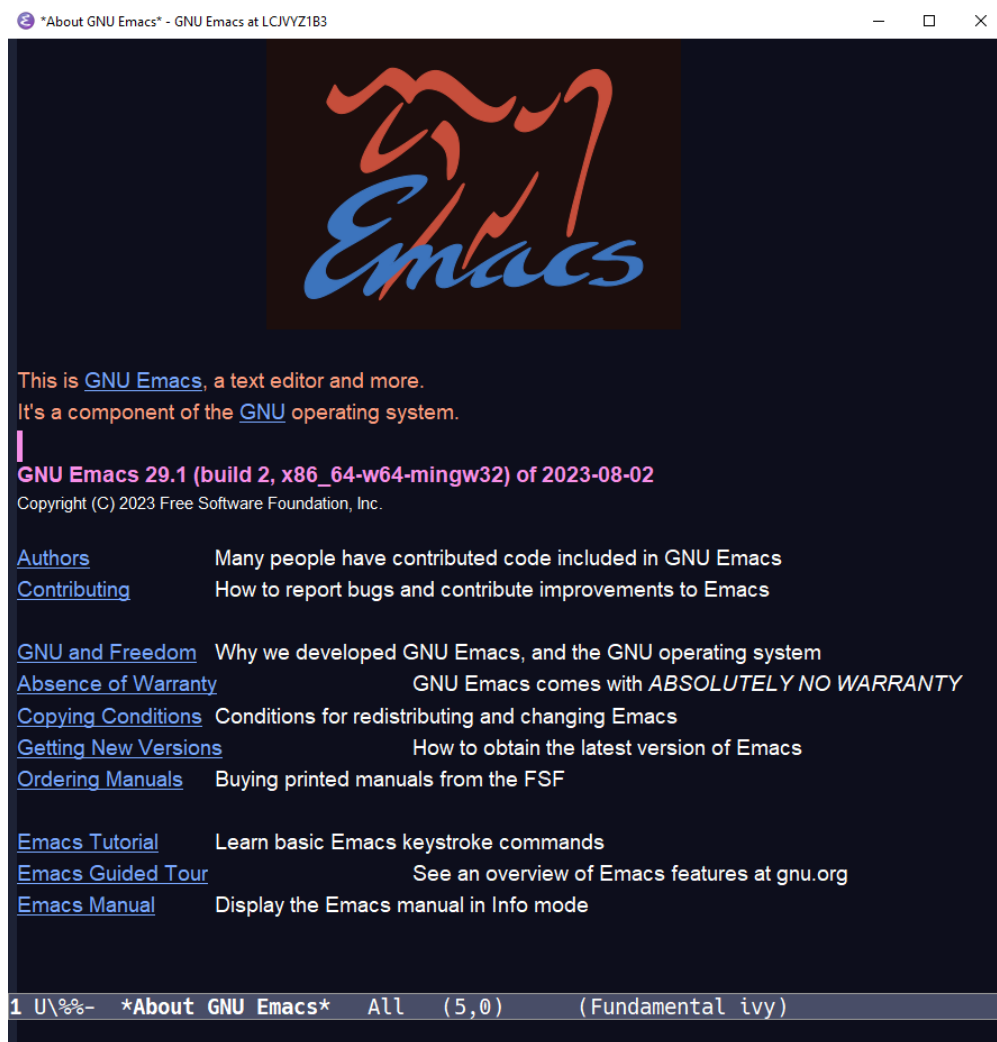 *About GNU Emacs* - GNU Emacs at LCJVYZ1B3
Emacs
This is GNU Emacs, a text editor and more.
It's a component of the GNU operating system.
GNU Emacs 29.1 (build 2, x86_64-w64-mingw32) of 2023-08-02
Copyright (C) 2023 Free Software Foundation, Inc.
Authors Many people have contributed code included in GNU Emacs
Contributing How to report bugs and contribute improvements to Emacs
GNU and Freedom Why we developed GNU Emacs, and the GNU operating system
Absence of Warranty GNU Emacs comes with ABSOLUTELY NO WARRANTY
Copying Conditions Conditions for redistributing and changing Emacs
Getting New Versions How to obtain the latest version of Emacs
Ordering Manuals Buying printed manuals from the FSF
Emacs Tutorial Learn basic Emacs keystroke commands
Emacs Guided Tour See an overview of Emacs features at gnu.org
Emacs Manual Display the Emacs manual in Info mode
1 U\%%- *About GNU Emacs* All (5,0) (Fundamental ivy)